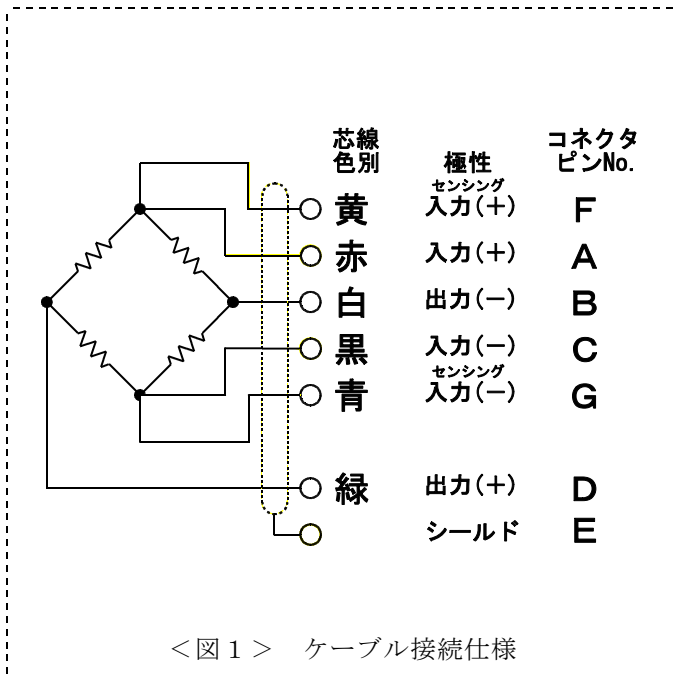 芯線 コネクタ
色別 極性 ピンNo.
センシング
黄 入力(+) F
赤 入力(+) A
白 出力(-) B
黒 入力(-) C
センシング
青 入力(-) G
緑 出力(+) D
シールド E
<図1> ケーブル接続仕様